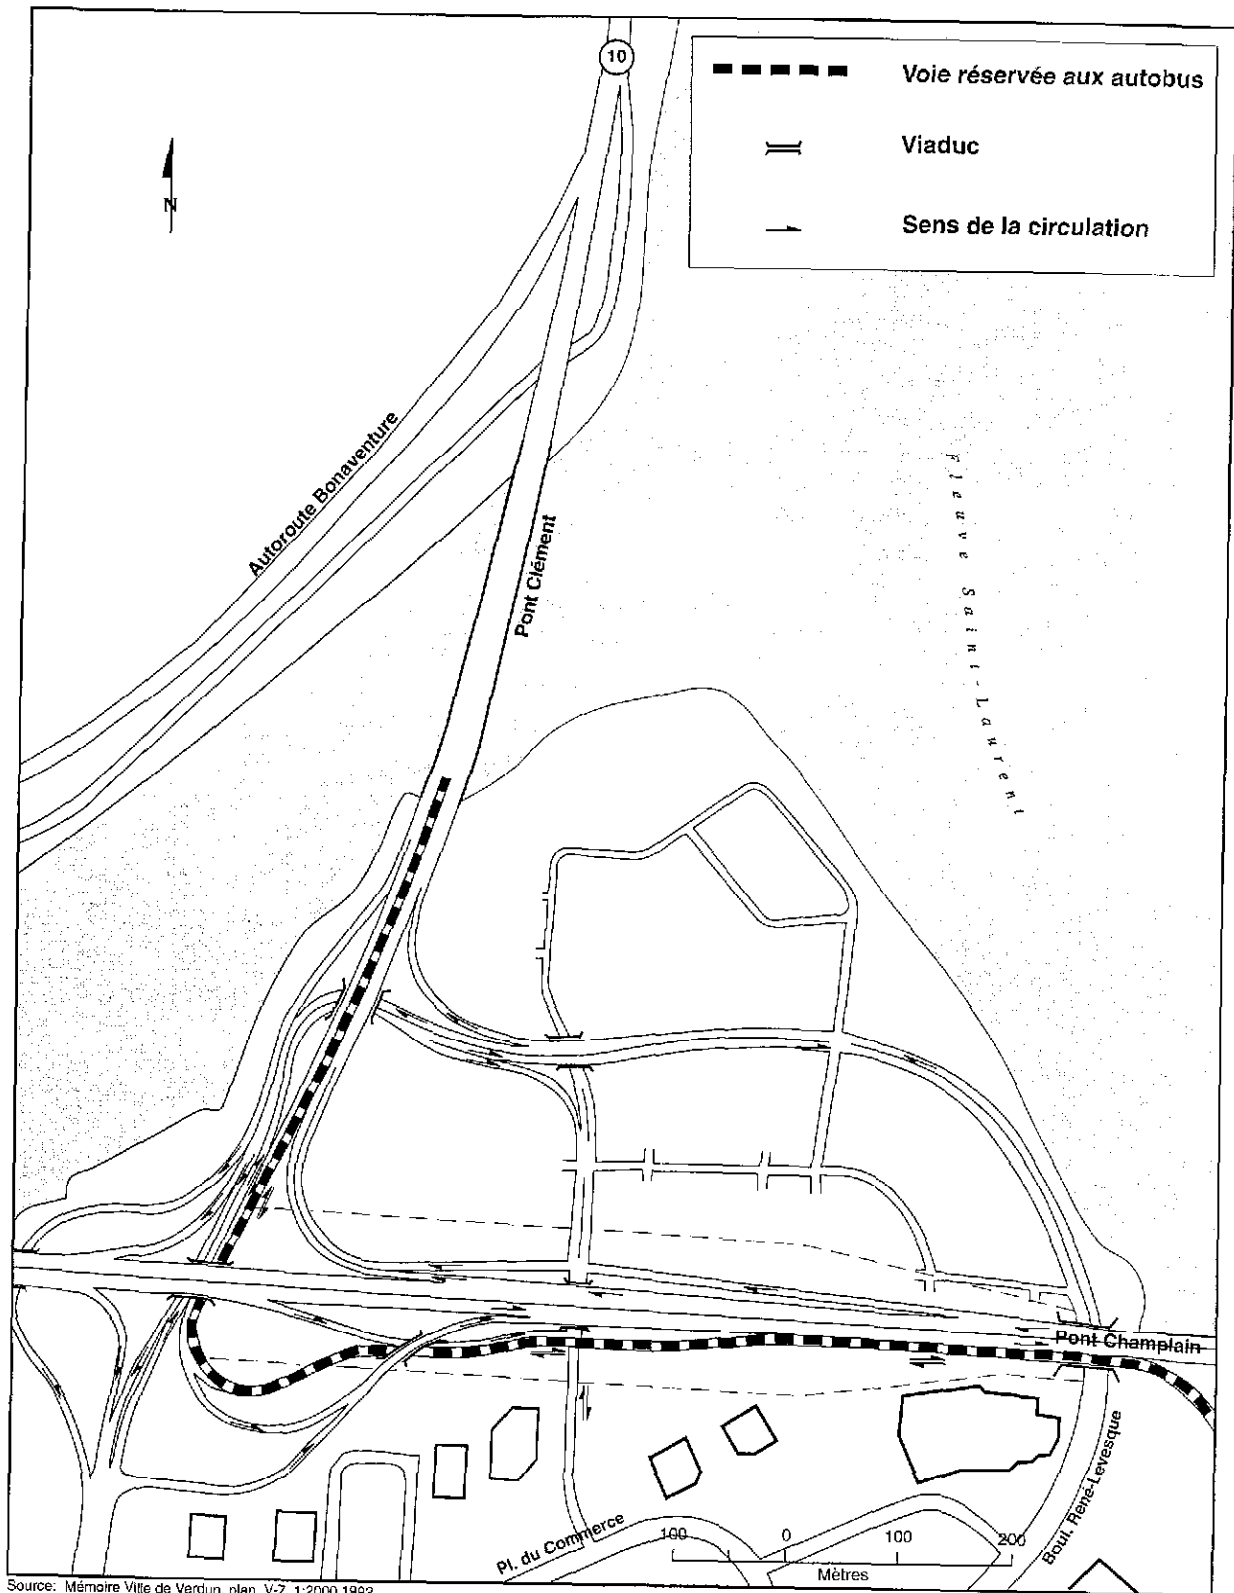 10
Voie réservée aux autobus
Viaduc
Sens de la circulation
N
Autoroute Bonaventure
Pont Clément
Fleuve Saint-Laurent
Pont Champlain
Boul. René-Levesque
Pl. du Commerce
100 0 100 200
Mètres
Source: Mémoire Ville de Verdun, plan V-7, 1:2000 1992